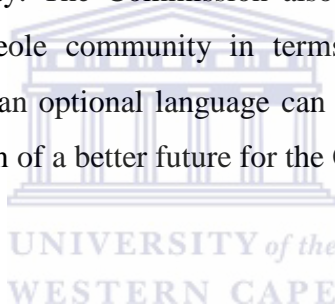 The Commission also
eole community in terms
an optional language can
of a better future for the
UNIVERSITY of the
WESTERN CAPE